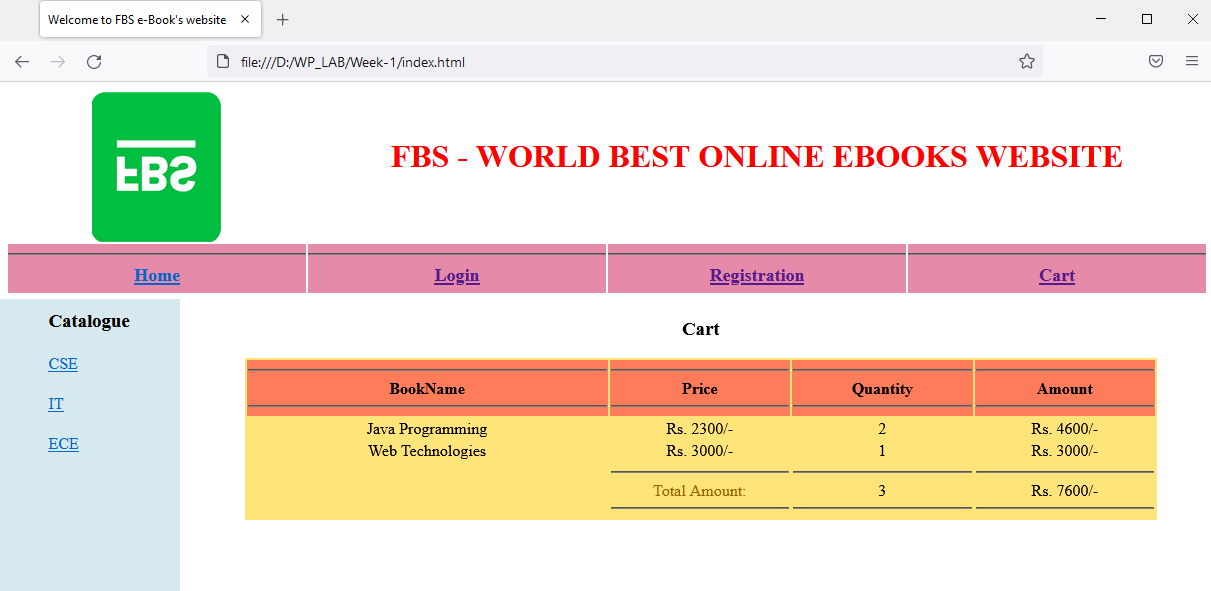 Welcome to FBS e-Book's website
file:///D:/WP_LAB/Week-1/index.html
FBS
FBS - WORLD BEST ONLINE EBOOKS WEBSITE
Home Login Registration Cart
Catalogue
CSE
IT
ECE
Cart
BookName Price Quantity Amount
Java Programming Rs. 2300/- 2 Rs. 4600/-
Web Technologies Rs. 3000/- 1 Rs. 3000/-
Total Amount: 3 Rs. 7600/-